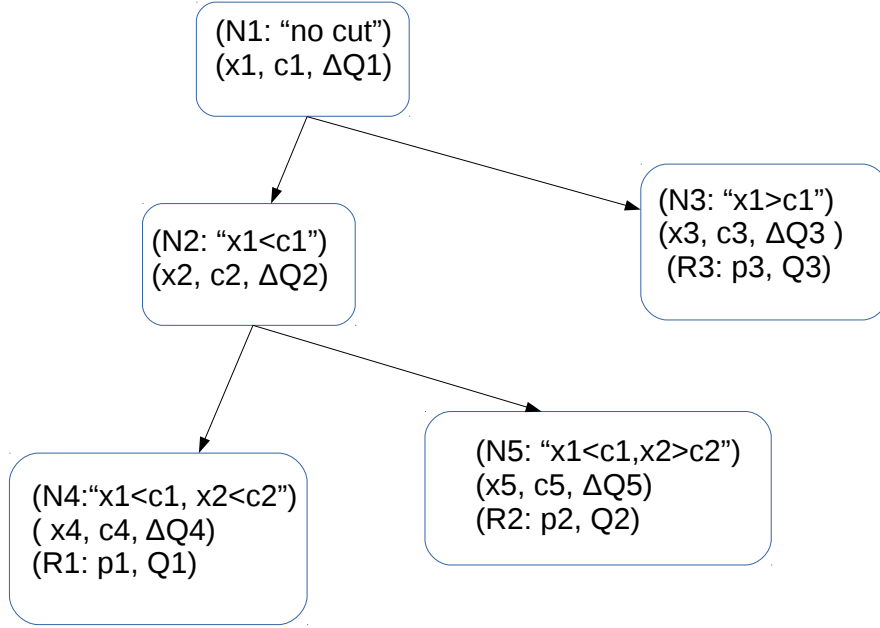 (N1: “no cut”)
(x1, c1, ΔQ1)
(N2: “x1<c1”)
(x2, c2, ΔQ2)
(N3: “x1>c1”)
(x3, c3, ΔQ3 )
(R3: p3, Q3)
(N4:“x1<c1, x2<c2”)
( x4, c4, ΔQ4)
(R1: p1, Q1)
(N5: “x1<c1,x2>c2”)
(x5, c5, ΔQ5)
(R2: p2, Q2)